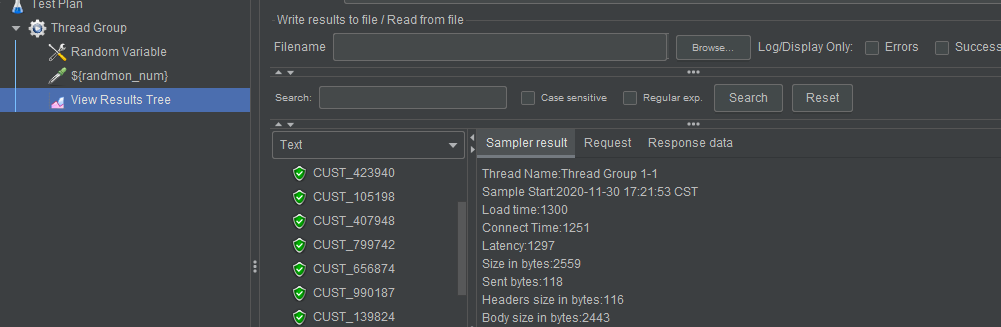 Test Plan
Thread Group
Random Variable
${randmon_num}
View Results Tree
Write results to file / Read from file
Filename
Browse...
Log/Display Only:
Errors
Success
Search:
Case sensitive
Regular exp.
Search
Reset
Text
CUST_423940
CUST_105198
CUST_407948
CUST_799742
CUST_656874
CUST_990187
CUST_139824
Sampler result
Request
Response data
Thread Name:Thread Group 1-1
Sample Start:2020-11-30 17:21:53 CST
Load time:1300
Connect Time:1251
Latency:1297
Size in bytes:2559
Sent bytes:118
Headers size in bytes:116
Body size in bytes:2443